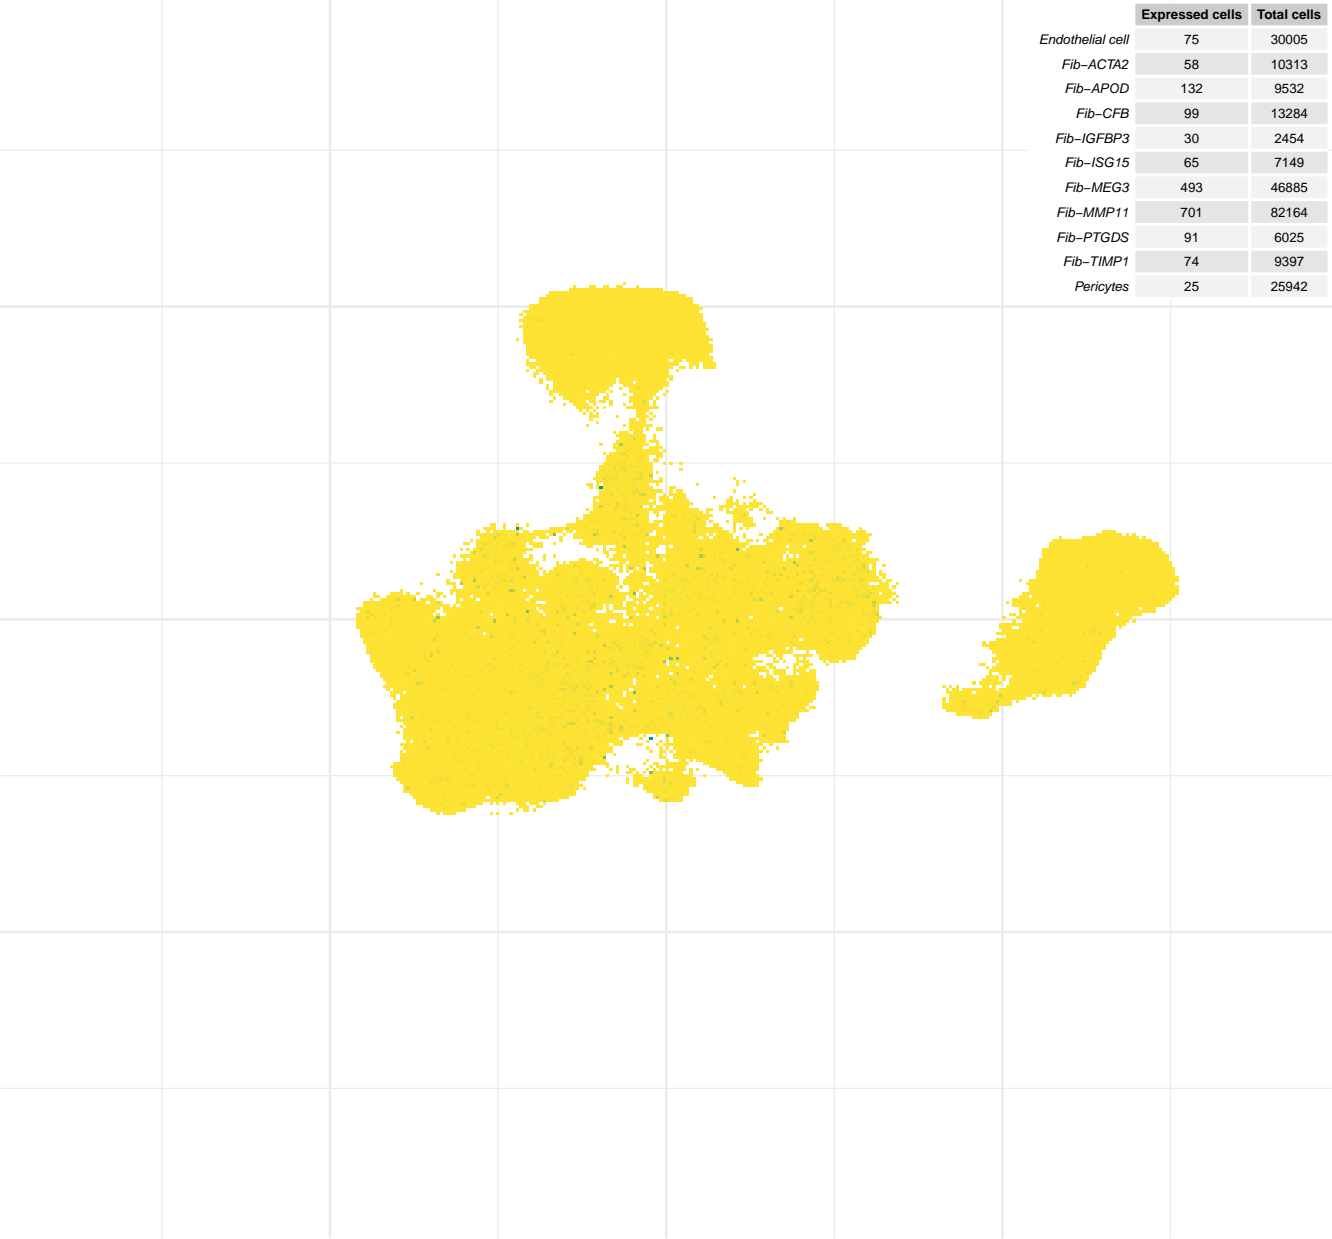 Expressed cells Total cells
Endothelial cell 75 30005
Fib−ACTA2 58 10313
Fib−APOD 132 9532
Fib−CFB 99 13284
Fib−IGFBP3 30 2454
Fib−ISG15 65 7149
Fib−MEG3 493 46885
Fib−MMP11 701 82164
Fib−PTGDS 91 6025
Fib−TIMP1 74 9397
Pericytes 25 25942